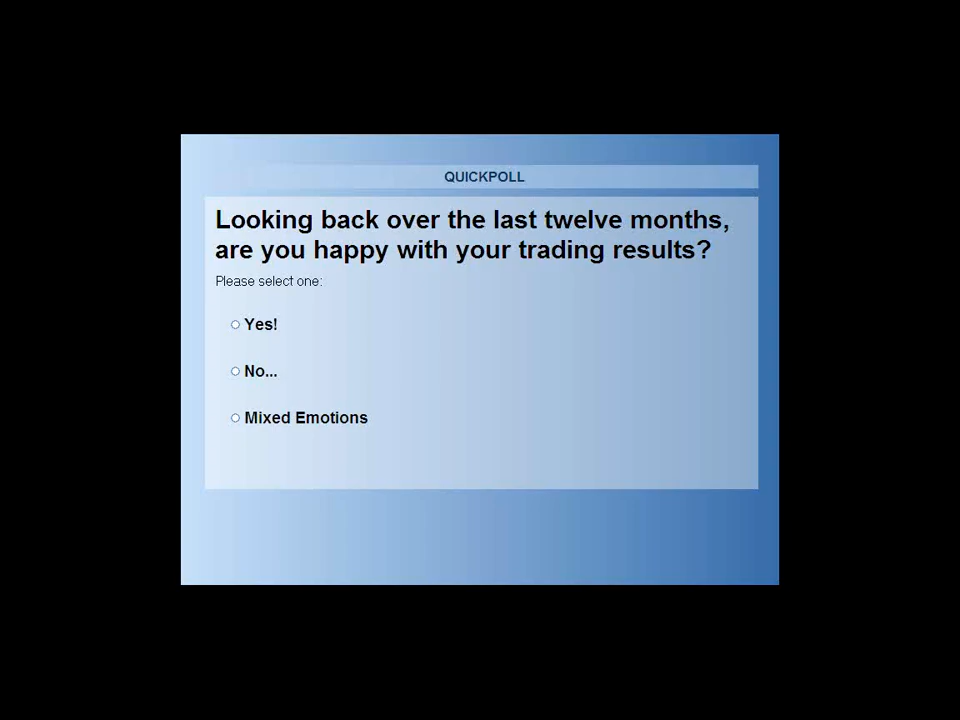 QUICKPOLL
Looking back over the last twelve months,
are you happy with your trading results?
Please select one:
Yes!
No...
Mixed Emotions